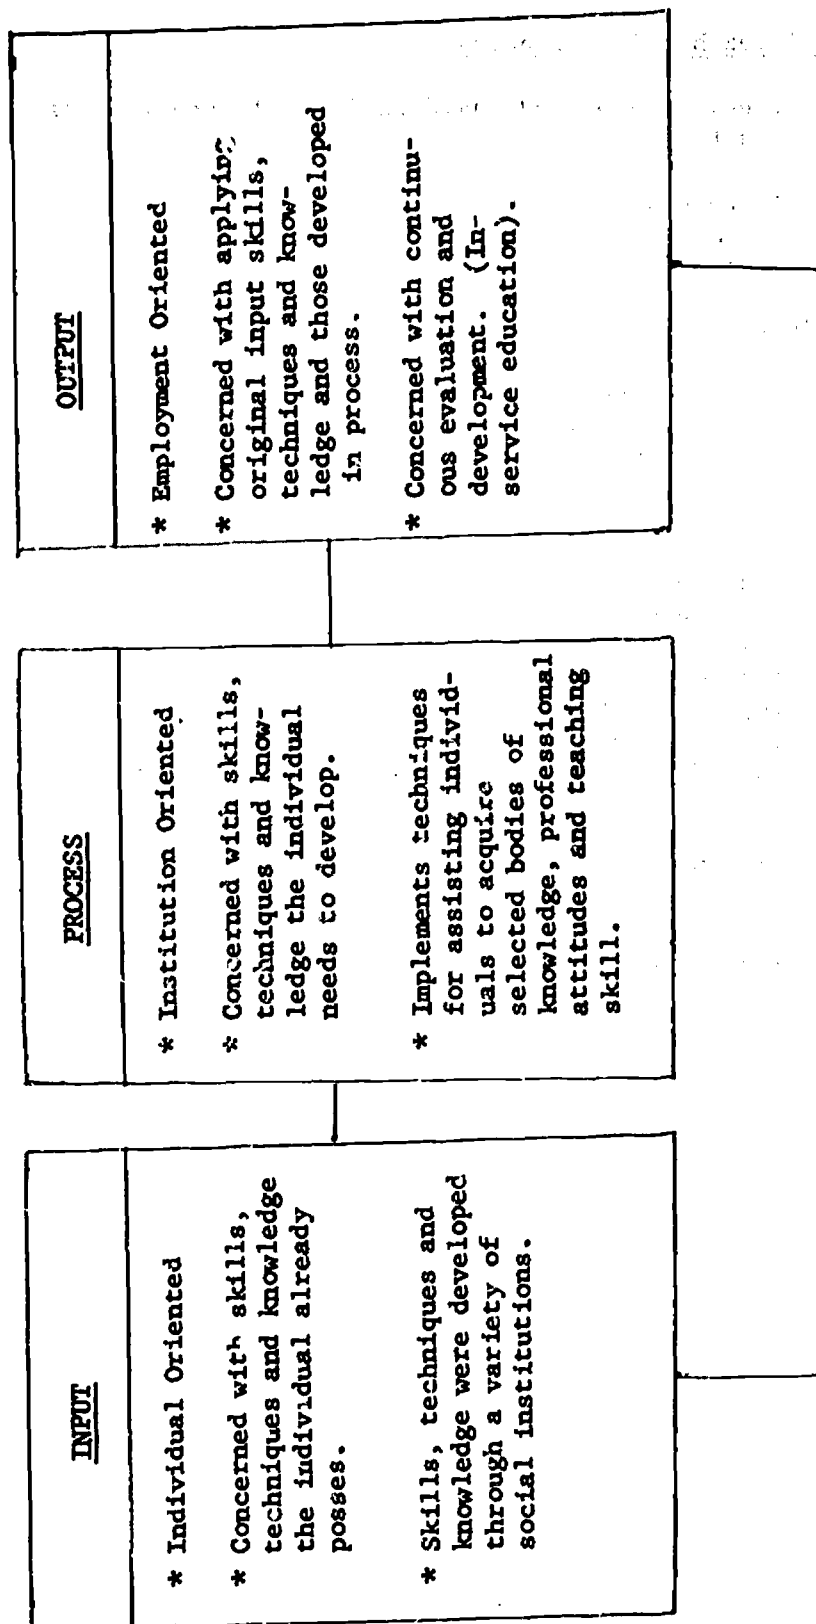 INPUT
* Individual Oriented
* Concerned with skills,
techniques and knowledge
the individual already
posses.
* Skills, techniques and
knowledge were developed
through a variety of
social institutions.
PROCESS
* Institution Oriented
* Concerned with skills,
techniques and know-
ledge the individual
needs to develop.
* Implements techniques
for assisting individ-
uals to acquire
selected bodies of
knowledge, professional
attitudes and teaching
skill.
OUTPUT
* Employment Oriented
* Concerned with applying
original input skills,
techniques and know-
ledge and those developed
in process.
* Concerned with continu-
ous evaluation and
development. (In-
service education).